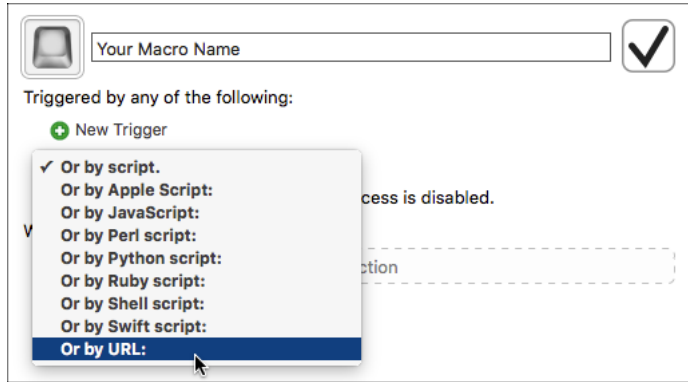 Your Macro Name
Triggered by any of the following:
New Trigger
✓ Or by script.
Or by Apple Script:
cess is disabled.
Or by JavaScript:
Or by Perl script:
Or by Python script:
Or by Ruby script:
Or by Shell script:
Or by Swift script:
Or by URL: